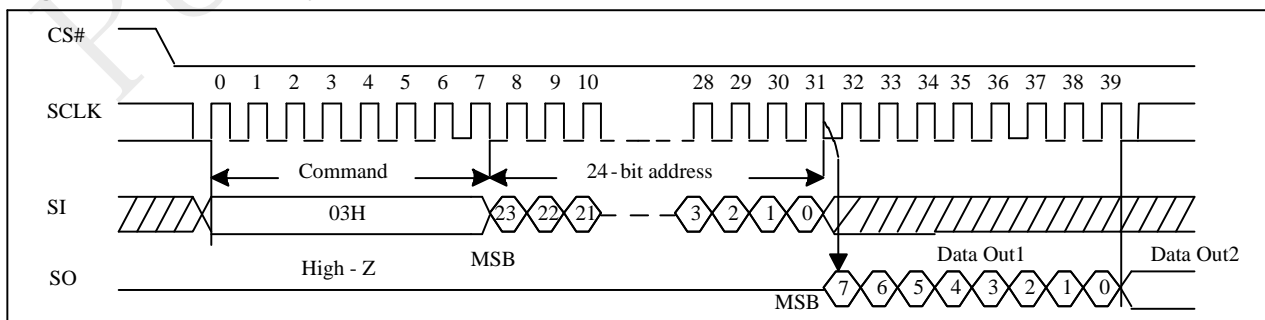 CS#
0 1 2 3 4 5 6 7 8 9 10 28 29 30 31 32 33 34 35 36 37 38 39
SCLK
Command 24-bit address
SI 03H 23 22 21 3 2 1 0
High - Z MSB Data Out1 Data Out2
SO MSB 7 6 5 4 3 2 1 0